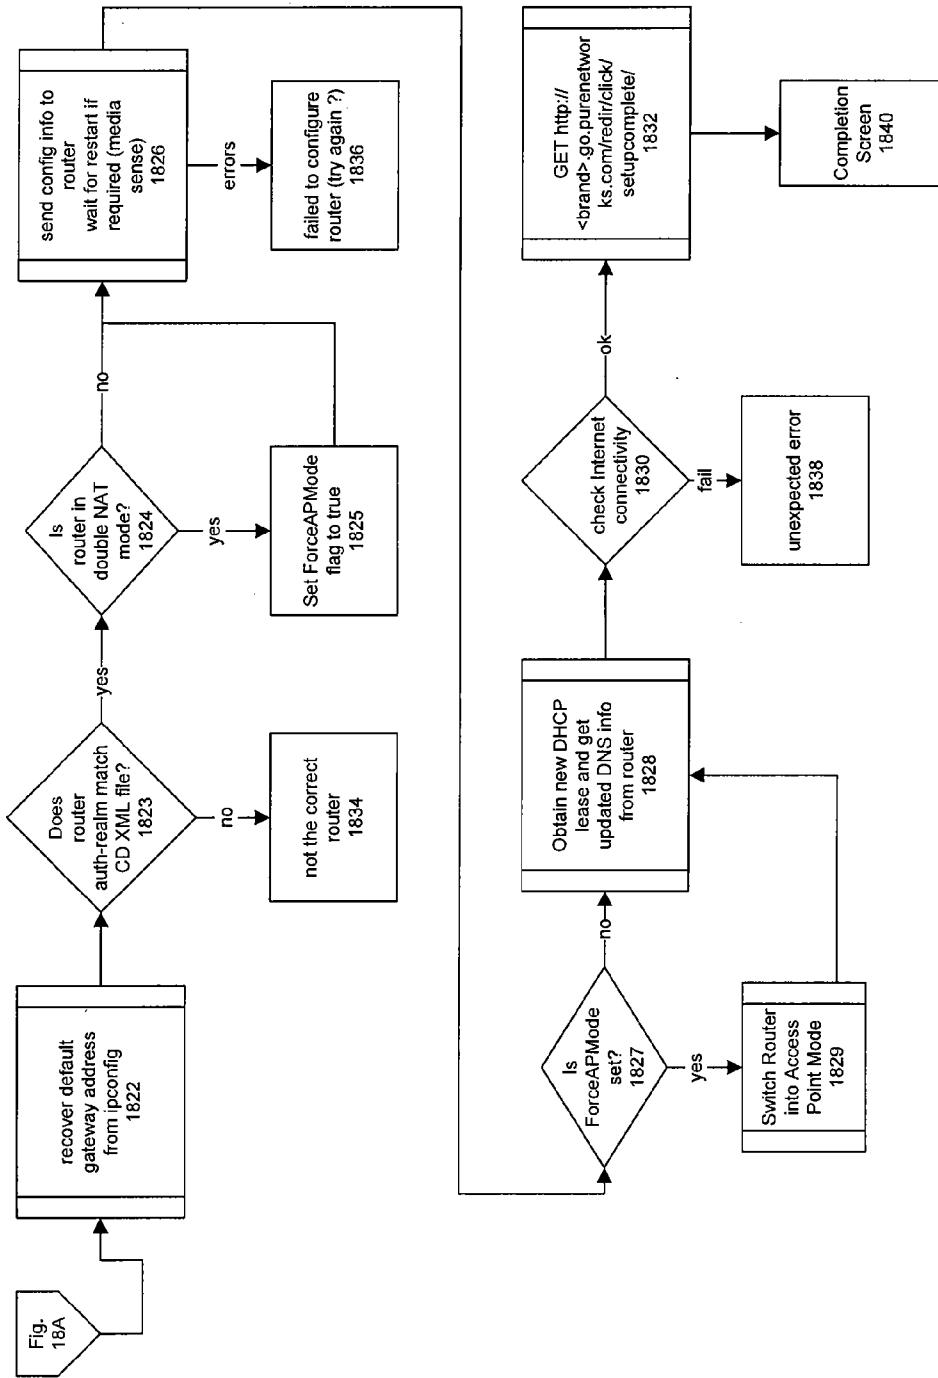 Fig.
18A
recover default
gateway address
from ipconfig
1822
Does
router
auth-realm match
CD XML file?
1823
yes
no
not the correct
router
1834
Is
router in
double NAT
mode?
1824
no
yes
Set ForceAPMode
flag to true
1825
send config info to
router
wait for restart if
required (media
sense)
1826
errors
failed to configure
router (try again ?)
1836
Is
ForceAPMode
set?
1827
no
yes
Switch Router
into Access
Point Mode
1829
Obtain new DHCP
lease and get
updated DNS info
from router
1828
check Internet
connectivity
1830
ok
fail
unexpected error
1838
GET http://
<brand>.go.purenetwor
ks.com/redir/click/
setupcomplete/
1832
Completion
Screen
1840